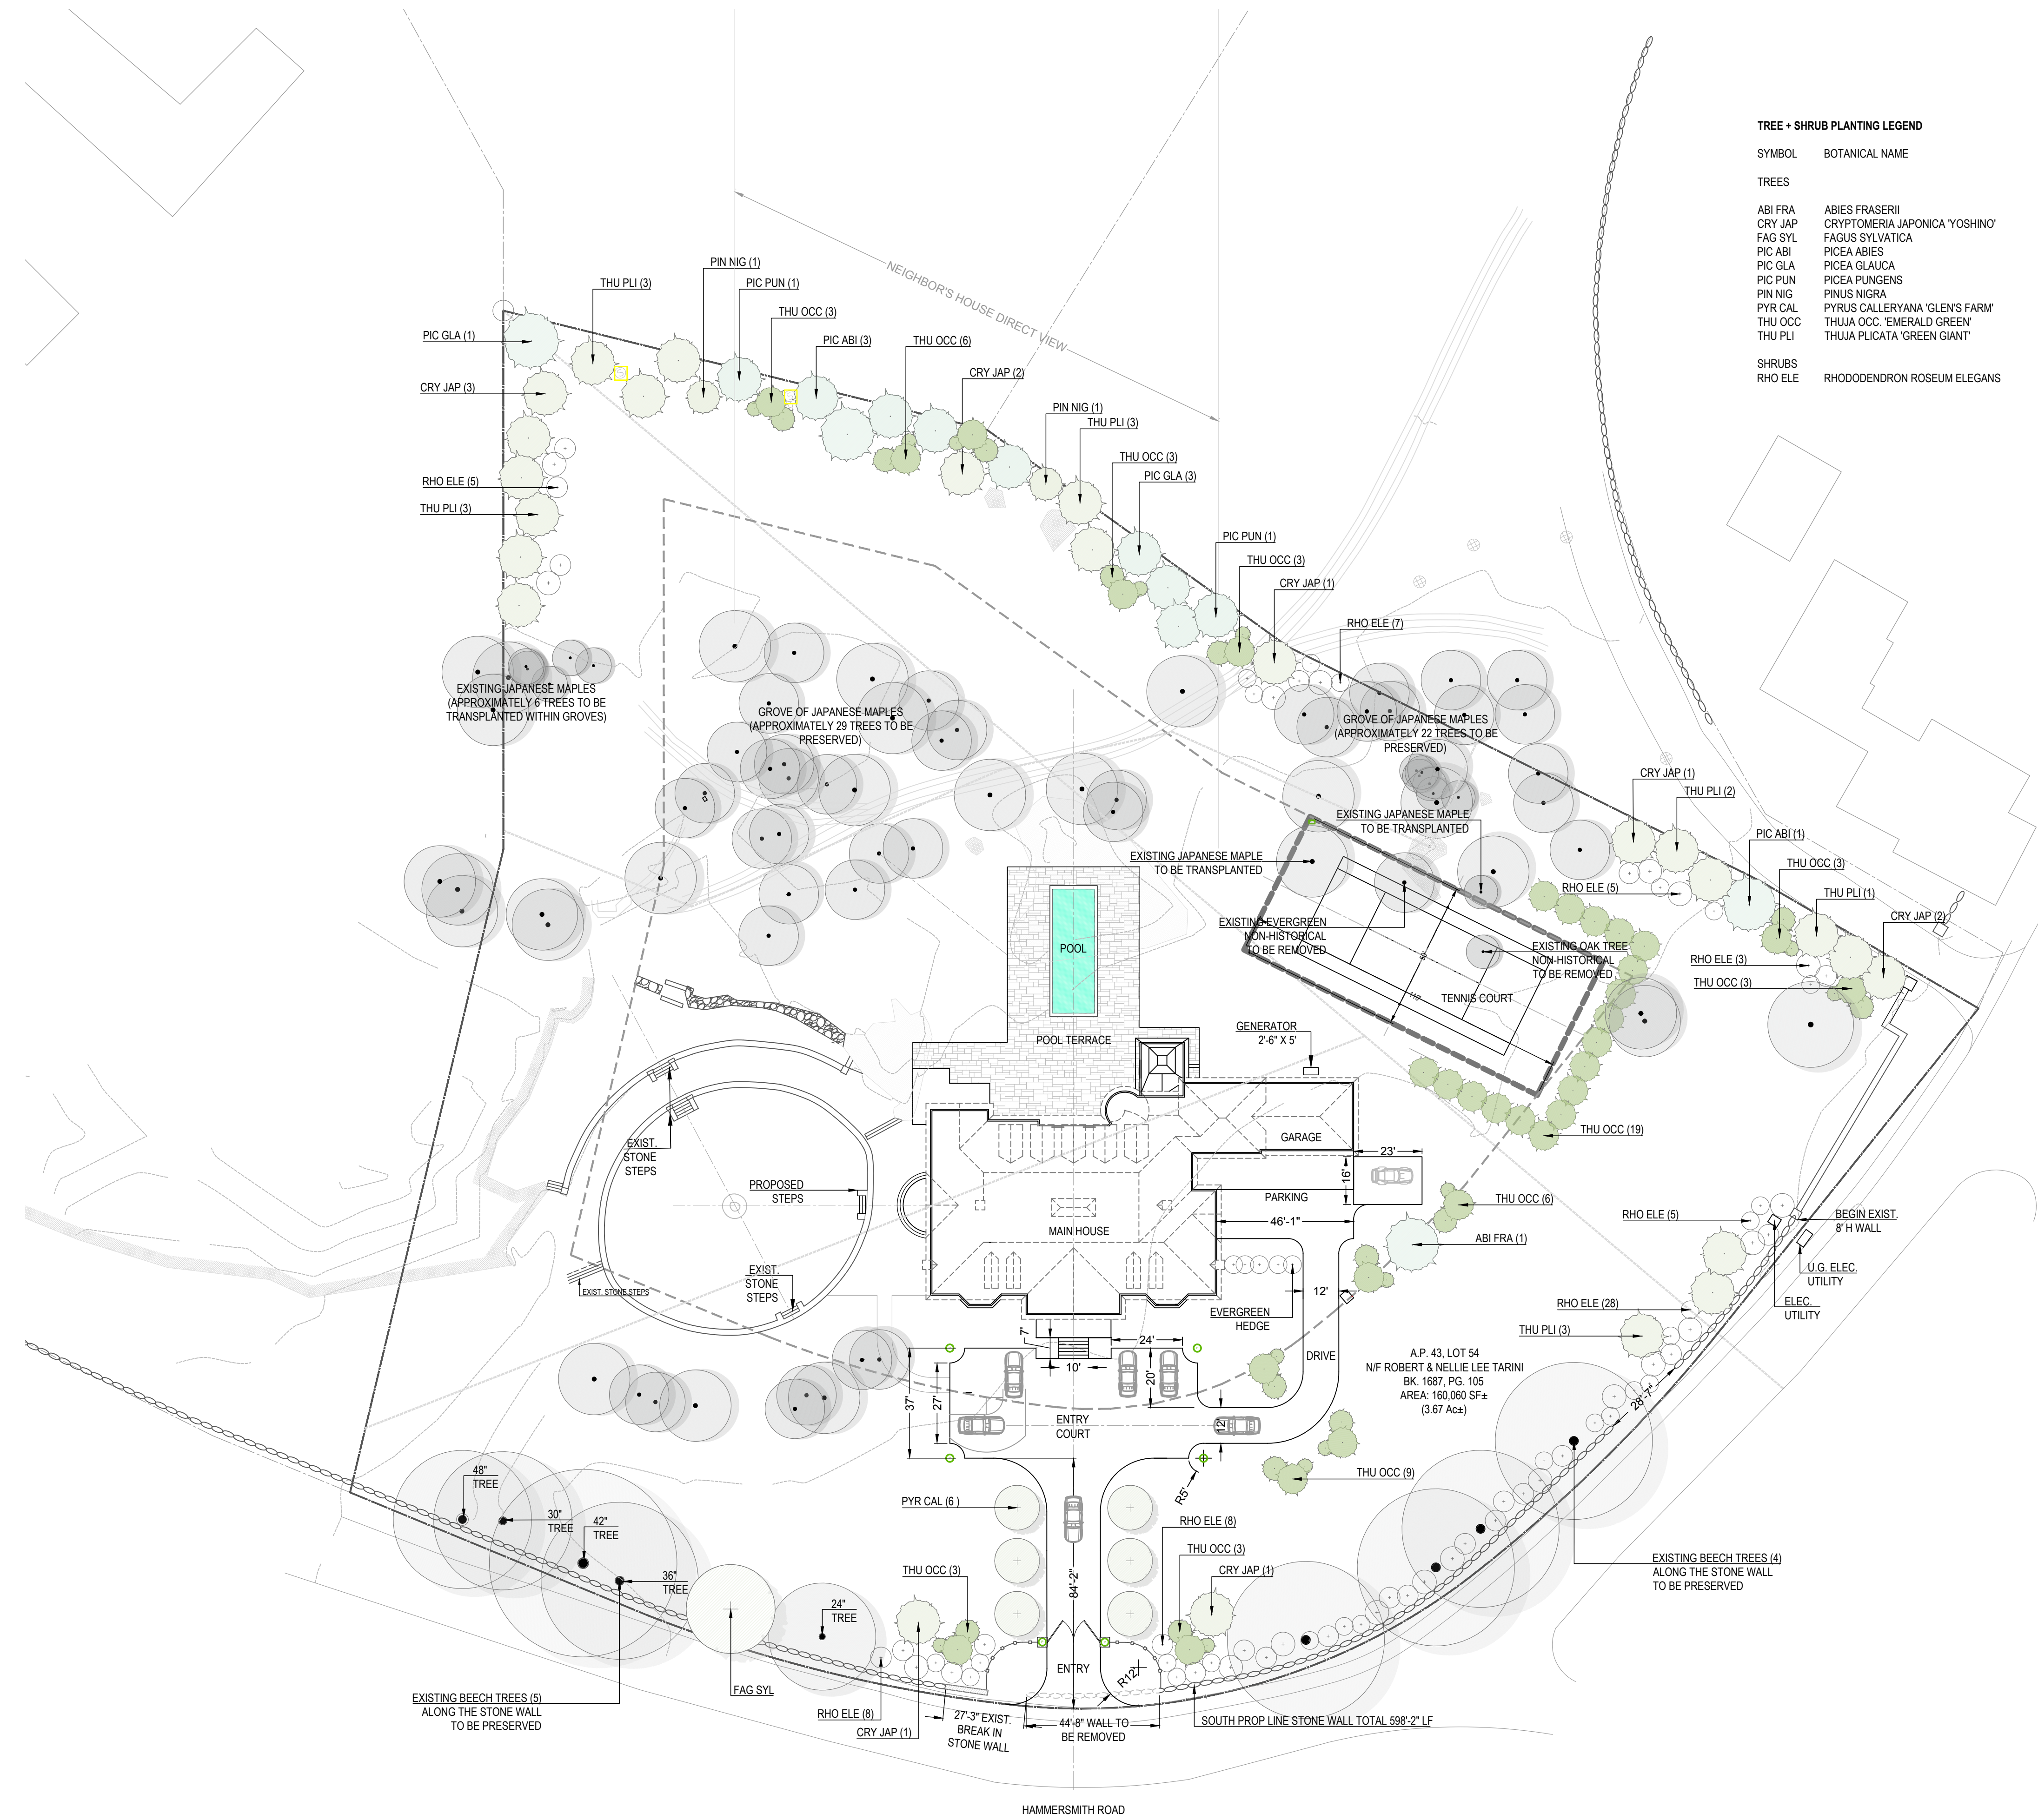 TREE + SHRUB PLANTING LEGEND
SYMBOL BOTANICAL NAME
TREES
ABI FRA ABIES FRASERII
CRY JAP CRYPTOMERIA JAPONICA 'YOSHINO'
FAG SYL FAGUS SYLVATICA
PIC ABI PICEA ABIES
PIC GLA PICEA GLAUCA
PIC PUN PICEA PUNGENS
PIN NIG PINUS NIGRA
PYR CAL PYRUS CALLERYANA 'GLEN'S FARM'
THU OCC THUJA OCC. 'EMERALD GREEN'
THU PLI THUJA PLICATA 'GREEN GIANT'
SHRUBS
RHO ELE RHODODENDRON ROSEUM ELEGANS
NEIGHBOR'S HOUSE DIRECT VIEW
PIN NIG (1)
THU PLI (3)
PIC PUN (1)
THU OCC (3)
PIC GLA (1)
PIC ABI (3)
THU OCC (6)
CRY JAP (3)
CRY JAP (2)
PIN NIG (1)
THU PLI (3)
THU OCC (3)
PIC GLA (3)
RHO ELE (5)
THU PLI (3)
PIC PUN (1)
THU OCC (3)
CRY JAP (1)
RHO ELE (7)
EXISTING JAPANESE MAPLES
(APPROXIMATELY 6 TREES TO BE
TRANSPLANTED WITHIN GROVES)
GROVE OF JAPANESE MAPLES
(APPROXIMATELY 29 TREES TO BE
PRESERVED)
GROVE OF JAPANESE MAPLES
(APPROXIMATELY 22 TREES TO BE
PRESERVED)
CRY JAP (1)
THU PLI (2)
PIC ABI (1)
THU OCC (3)
THU PLI (1)
CRY JAP (2)
EXISTING JAPANESE MAPLE
TO BE TRANSPLANTED
EXISTING JAPANESE MAPLE
TO BE TRANSPLANTED
RHO ELE (5)
EXISTING EVERGREEN
NON-HISTORICAL
TO BE REMOVED
EXISTING OAK TREE
NON-HISTORICAL
TO BE REMOVED
RHO ELE (3)
THU OCC (3)
TENNIS COURT
POOL
POOL TERRACE
GENERATOR
2'-6" X 5'
GARAGE
THU OCC (19)
23'
16'
PARKING
46'-1"
THU OCC (6)
EXIST.
STONE
STEPS
PROPOSED
STEPS
MAIN HOUSE
ABI FRA (1)
RHO ELE (5)
BEGIN EXIST.
8' H WALL
U.G. ELEC.
UTILITY
ELEC.
UTILITY
EXIST.
STONE
STEPS
EXIST. STONE STEPS
12'
EVERGREEN
HEDGE
RHO ELE (28)
THU PLI (3)
7'
24'
10'
20'
DRIVE
A.P. 43, LOT 54
N/F ROBERT & NELLIE LEE TARINI
BK. 1687, PG. 105
AREA: 160,060 SF±
(3.67 Ac±)
37'
27'
ENTRY
COURT
12'
28'-7"
R5'
THU OCC (9)
48"
TREE
30"
TREE
42"
TREE
36"
TREE
24"
TREE
PYR CAL (6 )
RHO ELE (8)
THU OCC (3)
CRY JAP (1)
THU OCC (3)
84'-2"
EXISTING BEECH TREES (4)
ALONG THE STONE WALL
TO BE PRESERVED
ENTRY
R12'
FAG SYL
EXISTING BEECH TREES (5)
ALONG THE STONE WALL
TO BE PRESERVED
RHO ELE (8)
CRY JAP (1)
27'-3" EXIST.
BREAK IN
STONE WALL
44'-8" WALL TO
BE REMOVED
SOUTH PROP LINE STONE WALL TOTAL 598'-2" LF
HAMMERSMITH ROAD